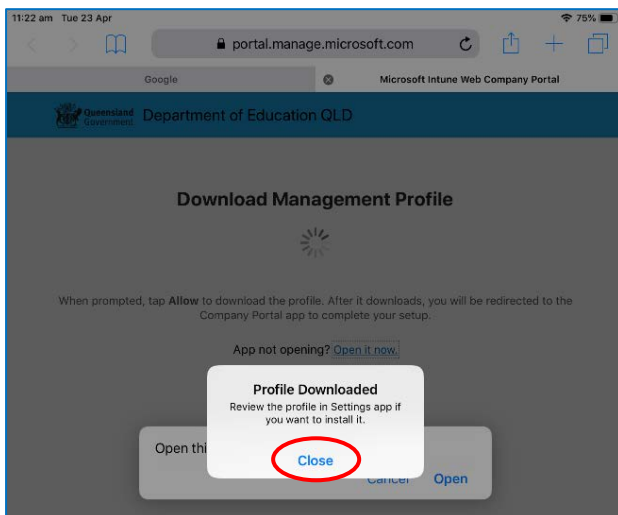 11:22 am Tue 23 Apr
75%
portal.manage.microsoft.com
Google
Microsoft Intune Web Company Portal
Queensland
Government
Department of Education QLD
Download Management Profile
When prompted, tap Allow to download the profile. After it downloads, you will be redirected to the
Company Portal app to complete your setup.
App not opening? Open it now.
Profile Downloaded
Review the profile in Settings app if
you want to install it.
Open thi
Close
Cancel
Open